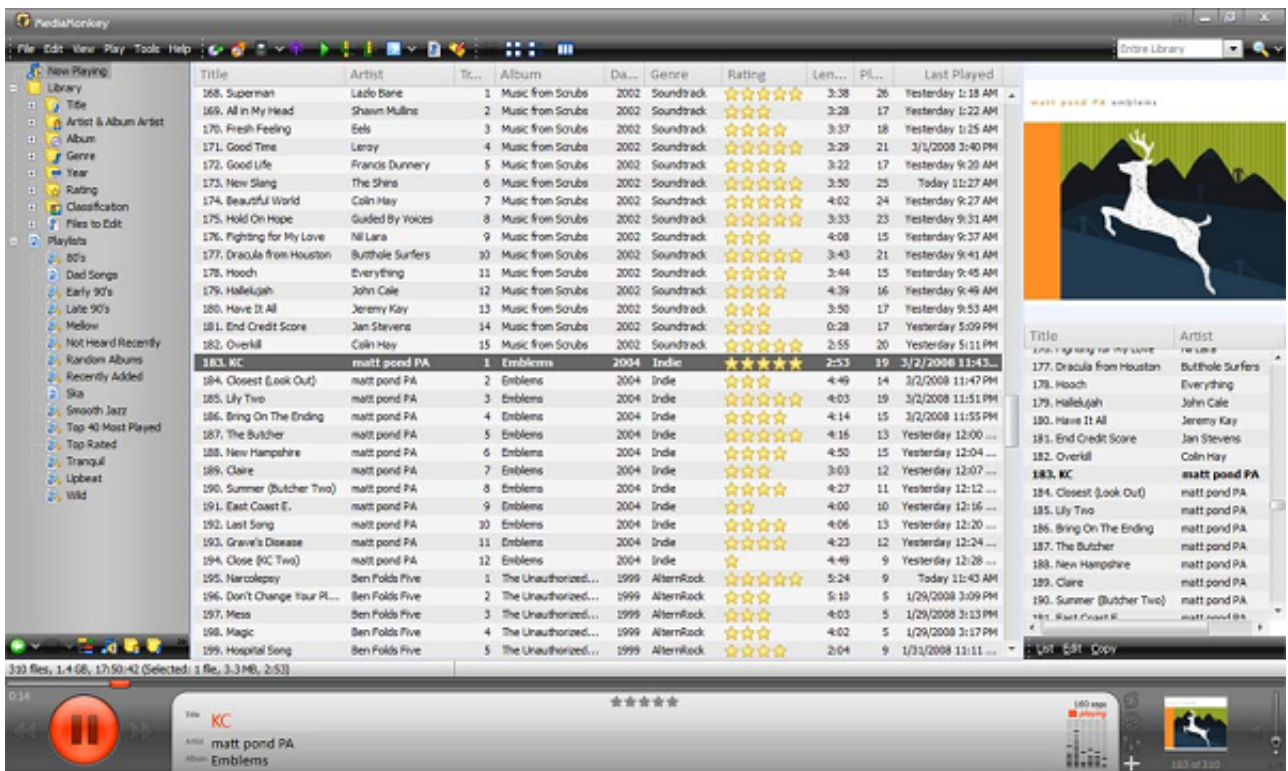 MediaMonkey
File Edit View Play Tools Help
Entire Library
Now Playing
Library
Title
Artist & Album Artist
Album
Genre
Year
Rating
Classification
Files to Edit
Playlists
80's
Dad Songs
Early 90's
Late 90's
Mellow
Not Heard Recently
Random Albums
Recently Added
Ska
Smooth Jazz
Top 40 Most Played
Top Rated
Tranquil
Upbeat
Wild
Title Artist Tr... Album Da... Genre Rating Len... Pl... Last Played
168. Superman Lazlo Bane 1 Music from Scrubs 2002 Soundtrack 3:38 26 Yesterday 1:18 AM
169. All in My Head Shawn Mullins 2 Music from Scrubs 2002 Soundtrack 3:28 17 Yesterday 1:22 AM
170. Fresh Feeling Eels 3 Music from Scrubs 2002 Soundtrack 3:37 18 Yesterday 1:25 AM
171. Good Time Leroy 4 Music from Scrubs 2002 Soundtrack 3:29 21 3/1/2008 3:40 PM
172. Good Life Francis Dunnery 5 Music from Scrubs 2002 Soundtrack 3:22 17 Yesterday 9:20 AM
173. New Slang The Shins 6 Music from Scrubs 2002 Soundtrack 3:50 25 Today 11:27 AM
174. Beautiful World Colin Hay 7 Music from Scrubs 2002 Soundtrack 4:02 24 Yesterday 9:27 AM
175. Hold On Hope Guided By Voices 8 Music from Scrubs 2002 Soundtrack 3:33 23 Yesterday 9:31 AM
176. Fighting for My Love Nil Lara 9 Music from Scrubs 2002 Soundtrack 4:08 15 Yesterday 9:37 AM
177. Dracula from Houston Butthole Surfers 10 Music from Scrubs 2002 Soundtrack 3:43 21 Yesterday 9:41 AM
178. Hooch Everything 11 Music from Scrubs 2002 Soundtrack 3:44 15 Yesterday 9:45 AM
179. Hallelujah John Cale 12 Music from Scrubs 2002 Soundtrack 4:39 16 Yesterday 9:49 AM
180. Have It All Jeremy Kay 13 Music from Scrubs 2002 Soundtrack 3:50 17 Yesterday 9:53 AM
181. End Credit Score Jan Stevens 14 Music from Scrubs 2002 Soundtrack 0:28 17 Yesterday 5:09 PM
182. Overkill Colin Hay 15 Music from Scrubs 2002 Soundtrack 2:55 20 Yesterday 5:11 PM
183. KC matt pond PA 1 Emblems 2004 Indie 2:53 19 3/2/2008 11:43...
184. Closest (Look Out) matt pond PA 2 Emblems 2004 Indie 4:49 14 3/2/2008 11:47 PM
185. Lily Two matt pond PA 3 Emblems 2004 Indie 4:03 19 3/2/2008 11:51 PM
186. Bring On The Ending matt pond PA 4 Emblems 2004 Indie 4:14 15 3/2/2008 11:55 PM
187. The Butcher matt pond PA 5 Emblems 2004 Indie 4:16 13 Yesterday 12:00 ...
188. New Hampshire matt pond PA 6 Emblems 2004 Indie 4:50 15 Yesterday 12:04 ...
189. Claire matt pond PA 7 Emblems 2004 Indie 3:03 12 Yesterday 12:07 ...
190. Summer (Butcher Two) matt pond PA 8 Emblems 2004 Indie 4:27 11 Yesterday 12:12 ...
191. East Coast E. matt pond PA 9 Emblems 2004 Indie 4:00 10 Yesterday 12:16 ...
192. Last Song matt pond PA 10 Emblems 2004 Indie 4:06 13 Yesterday 12:20 ...
193. Grave's Disease matt pond PA 11 Emblems 2004 Indie 4:23 12 Yesterday 12:24 ...
194. Close (KC Two) matt pond PA 12 Emblems 2004 Indie 4:49 9 Yesterday 12:28 ...
195. Narcolepsy Ben Folds Five 1 The Unauthorized... 1999 AlternRock 5:24 9 Today 11:43 AM
196. Don't Change Your Pl... Ben Folds Five 2 The Unauthorized... 1999 AlternRock 5:10 5 1/29/2008 3:09 PM
197. Mess Ben Folds Five 3 The Unauthorized... 1999 AlternRock 4:03 5 1/29/2008 3:13 PM
198. Magic Ben Folds Five 4 The Unauthorized... 1999 AlternRock 4:02 5 1/29/2008 3:17 PM
199. Hospital Song Ben Folds Five 5 The Unauthorized... 1999 AlternRock 2:04 9 1/31/2008 11:11 ...
matt pond PA emblems
Title Artist
176. Fighting for My Love Nil Lara
177. Dracula from Houston Butthole Surfers
178. Hooch Everything
179. Hallelujah John Cale
180. Have It All Jeremy Kay
181. End Credit Score Jan Stevens
182. Overkill Colin Hay
183. KC matt pond PA
184. Closest (Look Out) matt pond PA
185. Lily Two matt pond PA
186. Bring On The Ending matt pond PA
187. The Butcher matt pond PA
188. New Hampshire matt pond PA
189. Claire matt pond PA
190. Summer (Butcher Two) matt pond PA
191. East Coast E. matt pond PA
List Edit Copy
310 files, 1.4 GB, 17:50:42 (Selected: 1 file, 3.3 MB, 2:53)
0:14
Title KC
Artist matt pond PA
Album Emblems
playing
183 of 310